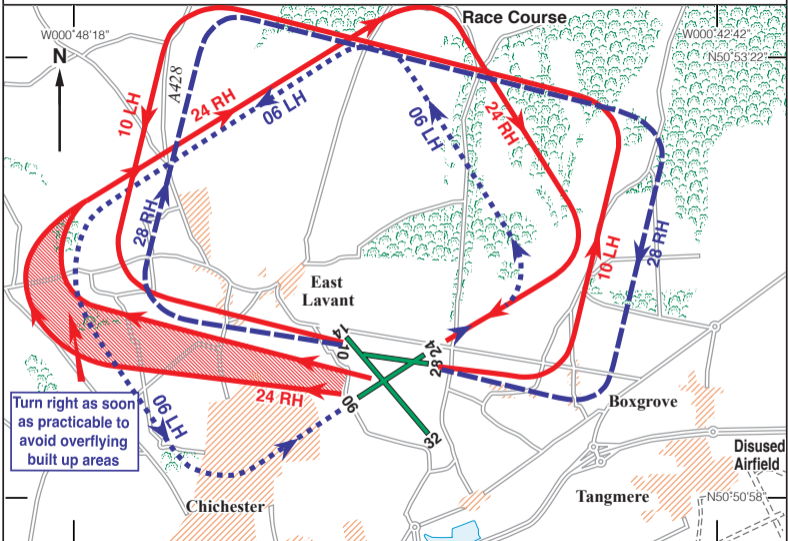 Race Course
W000°48'18"
W000°42'42"
N
N50°53'22"
A428
10 LH
24 RH
06 LH
06 LH
24 RH
28 RH
10 LH
28 RH
East
Lavant
14
10
24
28
06
32
24 RH
Turn right as soon
as practicable to
avoid overflying
built up areas
06 LH
Boxgrove
Disused
Airfield
Tangmere
N50°50'58"
Chichester